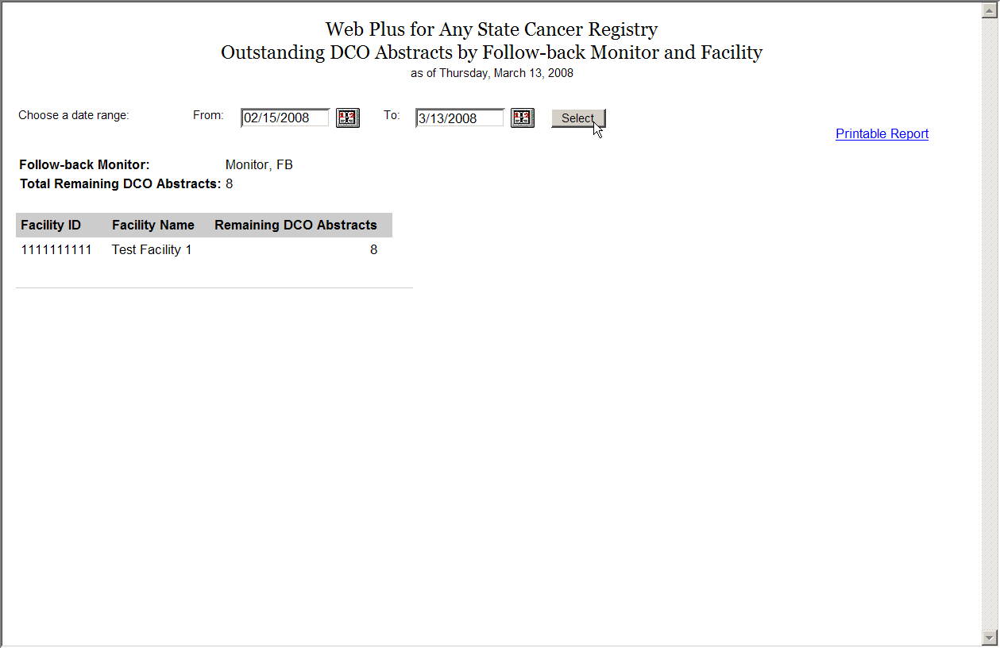 Web Plus for Any State Cancer Registry
Outstanding DCO Abstracts by Follow-back Monitor and Facility
as of Thursday, March 13, 2008
Choose a date range: From: 02/15/2008 To: 3/13/2008 Select
Printable Report
Follow-back Monitor: Monitor, FB
Total Remaining DCO Abstracts: 8
Facility ID Facility Name Remaining DCO Abstracts
1111111111 Test Facility 1 8